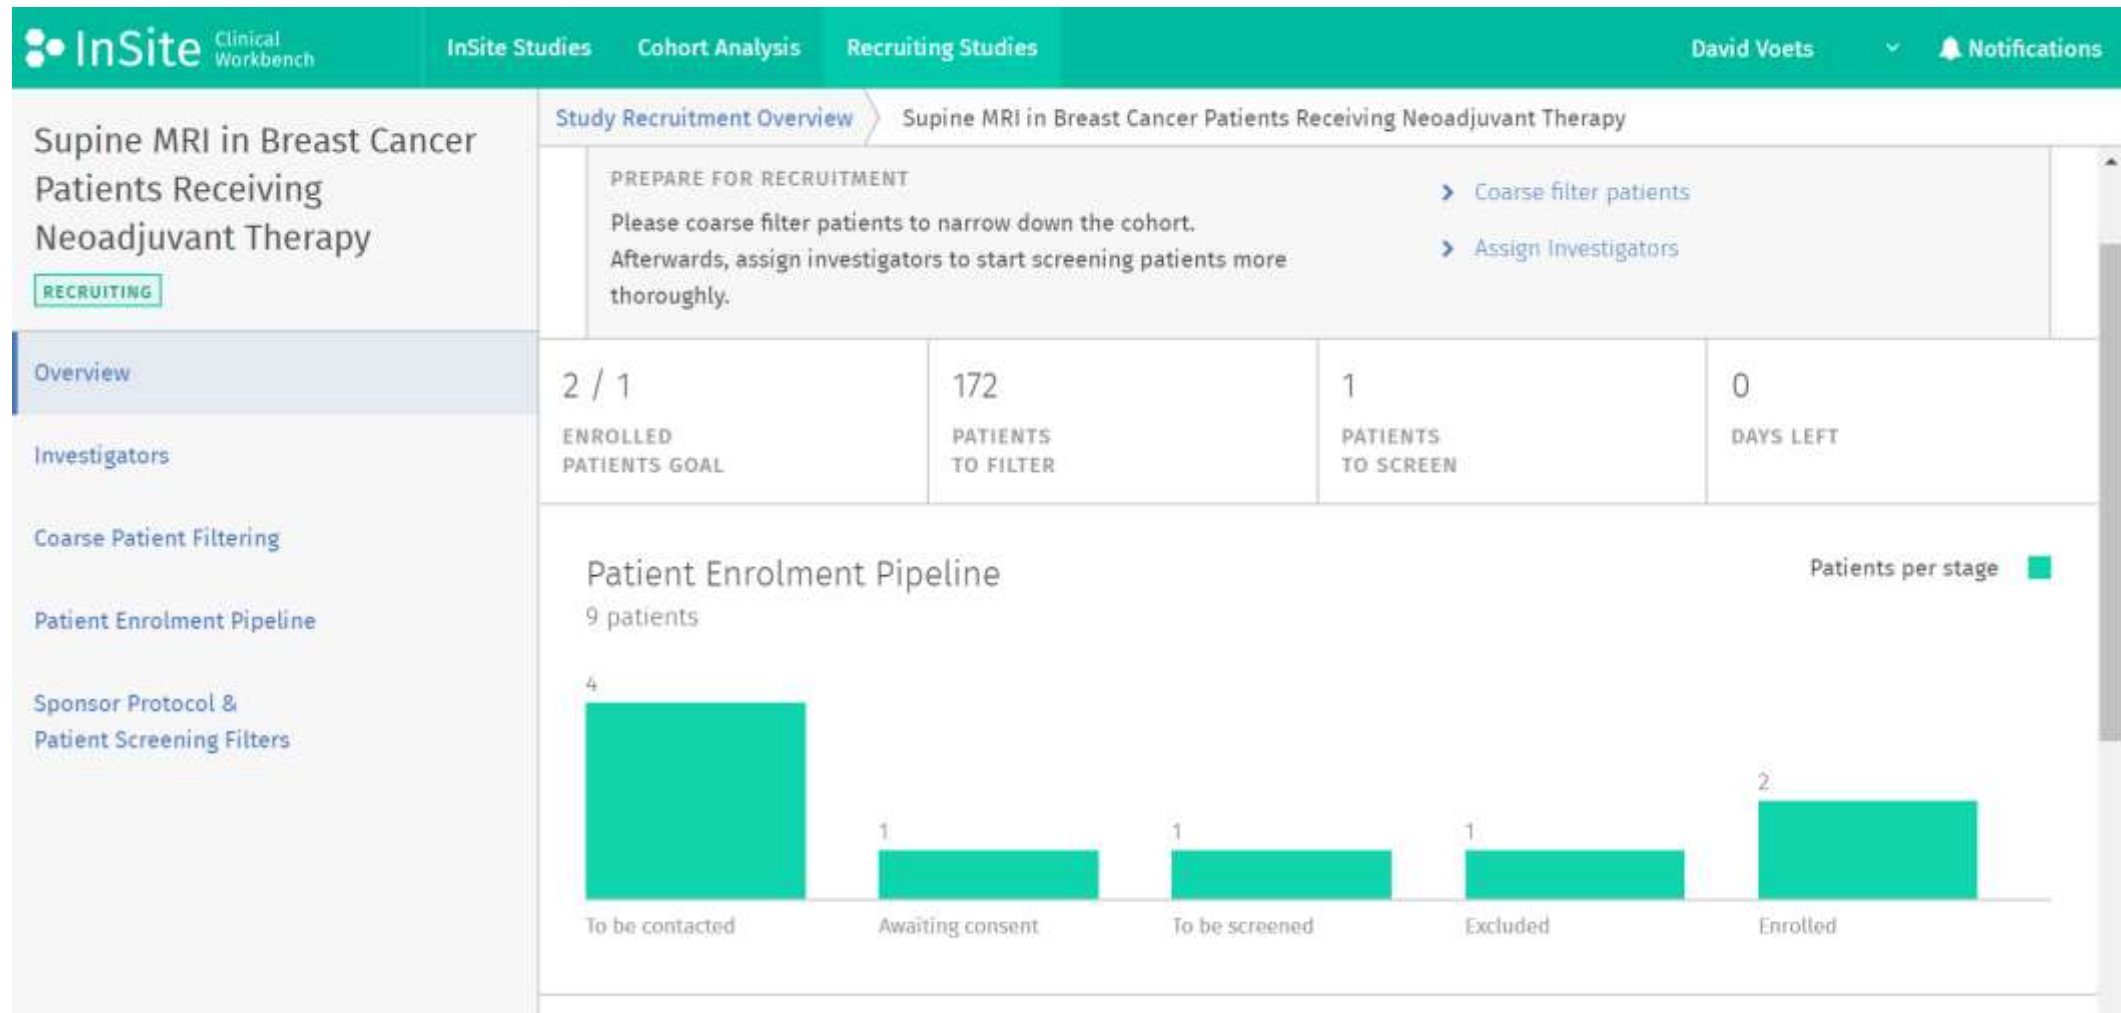 InSite Clinical Workbench
InSite Studies
Cohort Analysis
Recruiting Studies
David Voets
Notifications
Supine MRI in Breast Cancer
Patients Receiving
Neoadjuvant Therapy
RECRUITING
Overview
Investigators
Coarse Patient Filtering
Patient Enrolment Pipeline
Sponsor Protocol &
Patient Screening Filters
Study Recruitment Overview
Supine MRI in Breast Cancer Patients Receiving Neoadjuvant Therapy
PREPARE FOR RECRUITMENT
Please coarse filter patients to narrow down the cohort.
Afterwards, assign investigators to start screening patients more
thoroughly.
Coarse filter patients
Assign Investigators
2 / 1
ENROLLED
PATIENTS GOAL
172
PATIENTS
TO FILTER
1
PATIENTS
TO SCREEN
0
DAYS LEFT
Patient Enrolment Pipeline
9 patients
Patients per stage
4
1
1
1
2
To be contacted
Awaiting consent
To be screened
Excluded
Enrolled